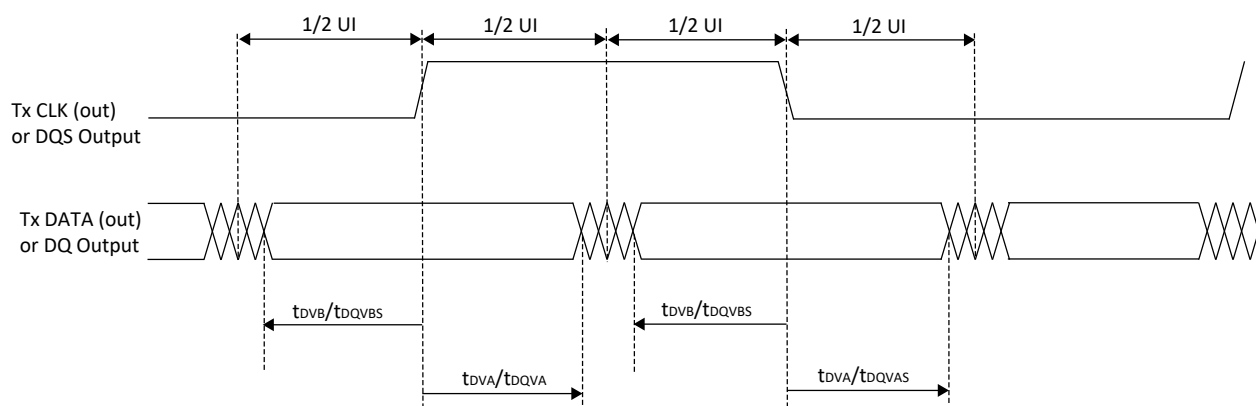 1/2 UI
1/2 UI
1/2 UI
1/2 UI
Tx CLK (out)
or DQS Output
Tx DATA (out)
or DQ Output
tDVB/tDQVBS
tDVB/tDQVBS
tDVA/tDQVA
tDVA/tDQVAS